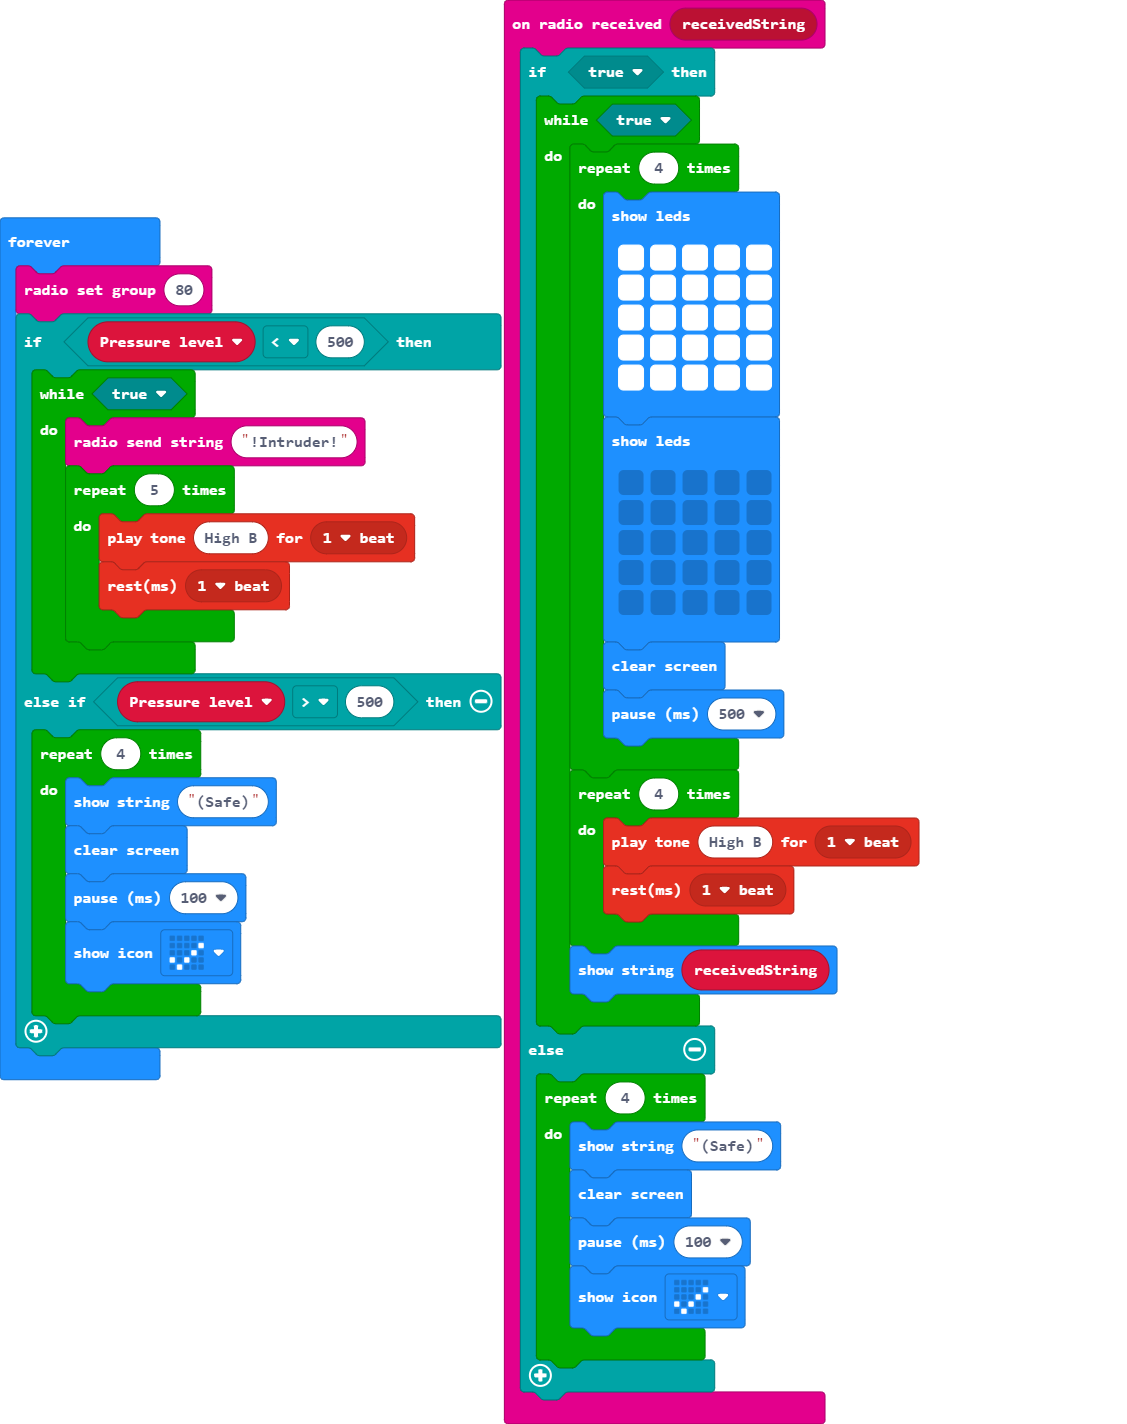 forever
radio set group 80
if Pressure level < 500 then
while true
do radio send string "!Intruder!"
repeat 5 times
do play tone High B for 1 beat
rest(ms) 1 beat
else if Pressure level > 500 then
repeat 4 times
do show string "(Safe)"
clear screen
pause (ms) 100
show icon
on radio received receivedString
if true then
while true
do repeat 4 times
do show leds
show leds
clear screen
pause (ms) 500
repeat 4 times
do play tone High B for 1 beat
rest(ms) 1 beat
show string receivedString
else
repeat 4 times
do show string "(Safe)"
clear screen
pause (ms) 100
show icon